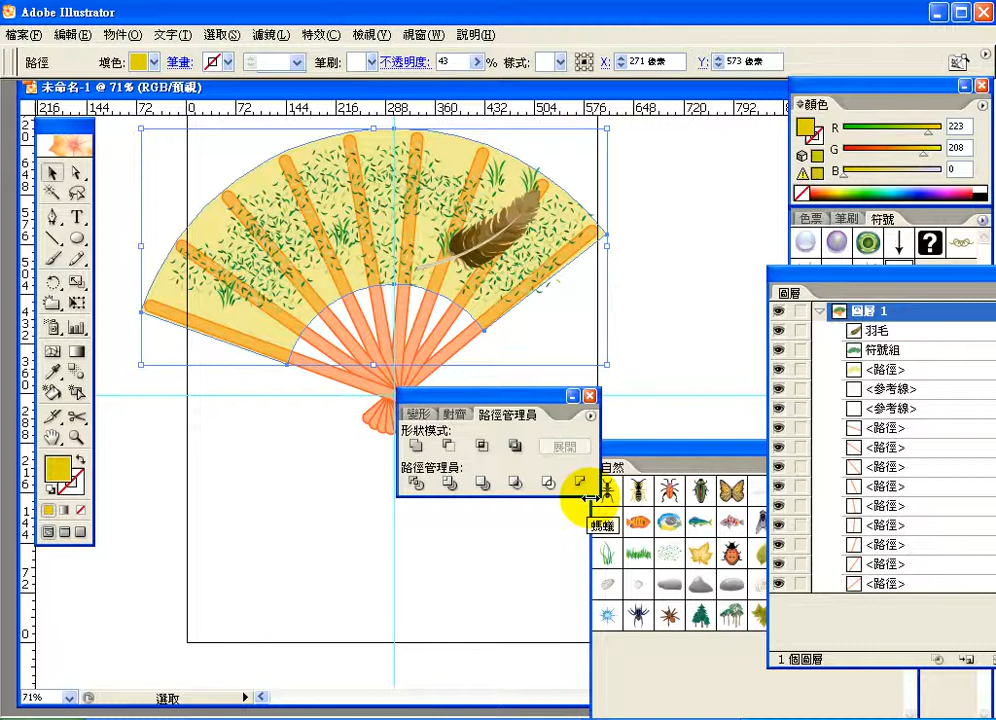 Adobe Illustrator
檔案(F) 編輯(E) 物件(O) 文字(T) 選取(S) 濾鏡(L) 特效(C) 檢視(V) 視窗(W) 說明(H)
路徑 填色: 筆畫: 筆刷: 不透明度: 43 % 樣式: X: 271 像素 Y: 573 像素
未命名-1 @ 71% (RGB/預視)
216 144 72 0 72 144 216 288 360 432 504 576 648 720 792
顏色
R 223
G 208
B 0
色票 筆刷 符號
圖層
圖層 1
羽毛
符號組
<路徑>
<參考線>
<參考線>
<路徑>
<路徑>
<路徑>
<路徑>
<路徑>
<路徑>
<路徑>
<路徑>
<路徑>
1 個圖層
變形 對齊 路徑管理員
形狀模式:
展開
路徑管理員:
自然
螞蟻
71% 選取